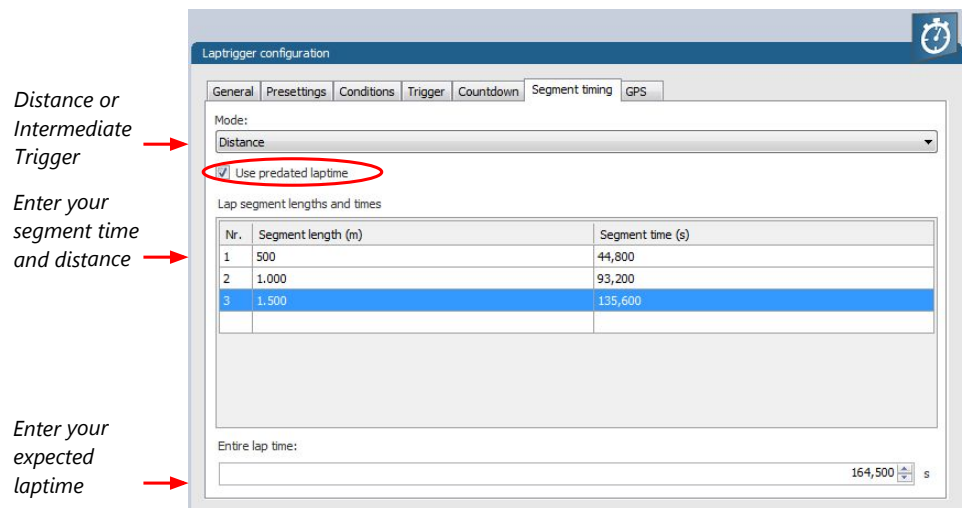 Laptrigger configuration
General Presettings Conditions Trigger Countdown Segment timing GPS
Distance or
Intermediate
Trigger
Mode:
Distance
Use predated laptime
Enter your
segment time
and distance
Lap segment lengths and times
Nr. Segment length (m) Segment time (s)
1 500 44,800
2 1.000 93,200
3 1.500 135,600
Enter your
expected
laptime
Entire lap time:
164,500 s